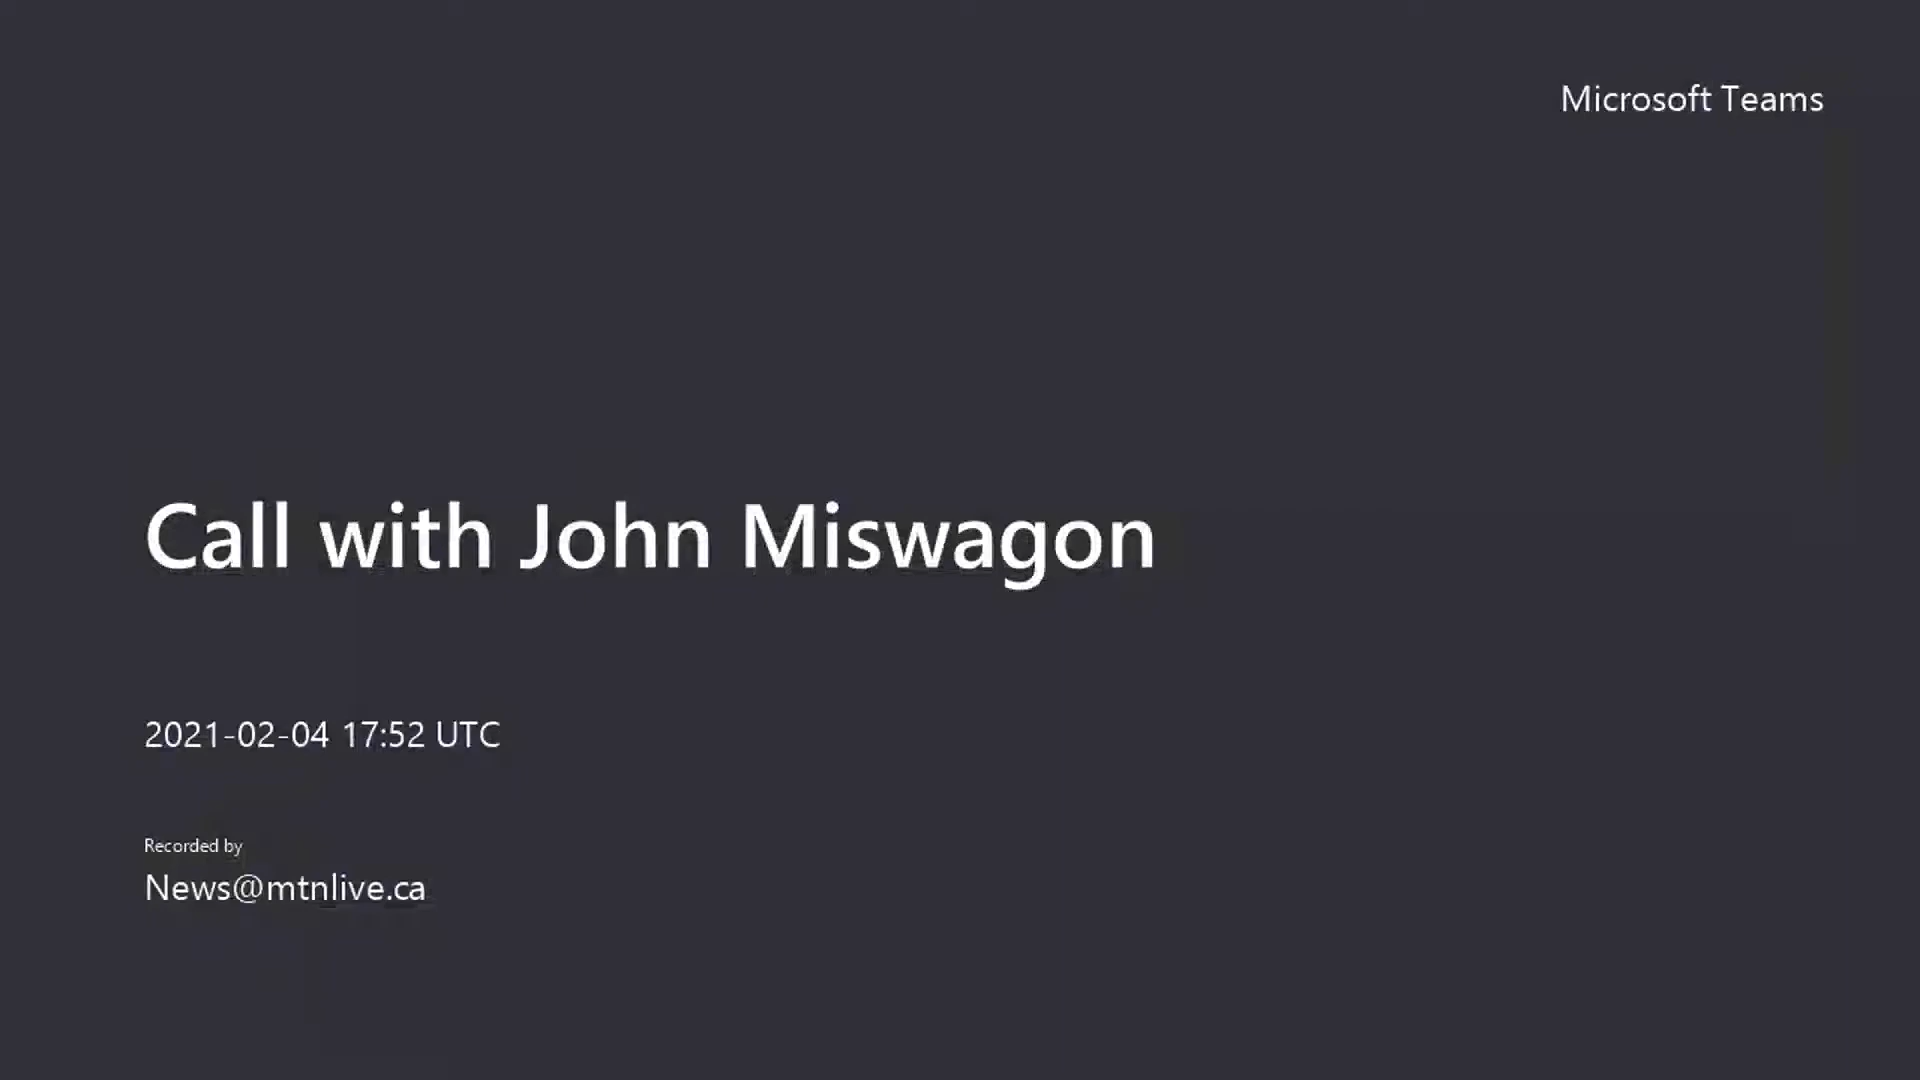 Microsoft Teams
Call with John Miswagon
2021-02-04 17:52 UTC
Recorded by
News@mtnlive.ca